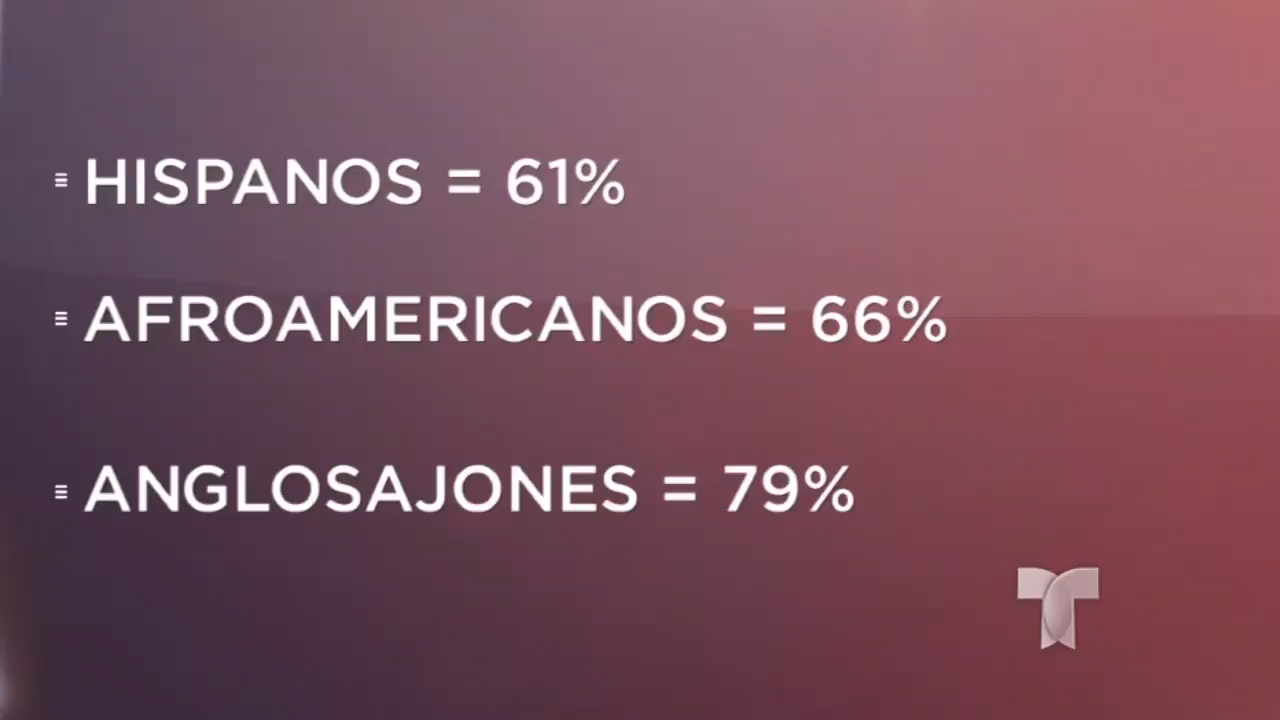 HISPANOS = 61%
AFROAMERICANOS = 66%
ANGLOSAJONES = 79%